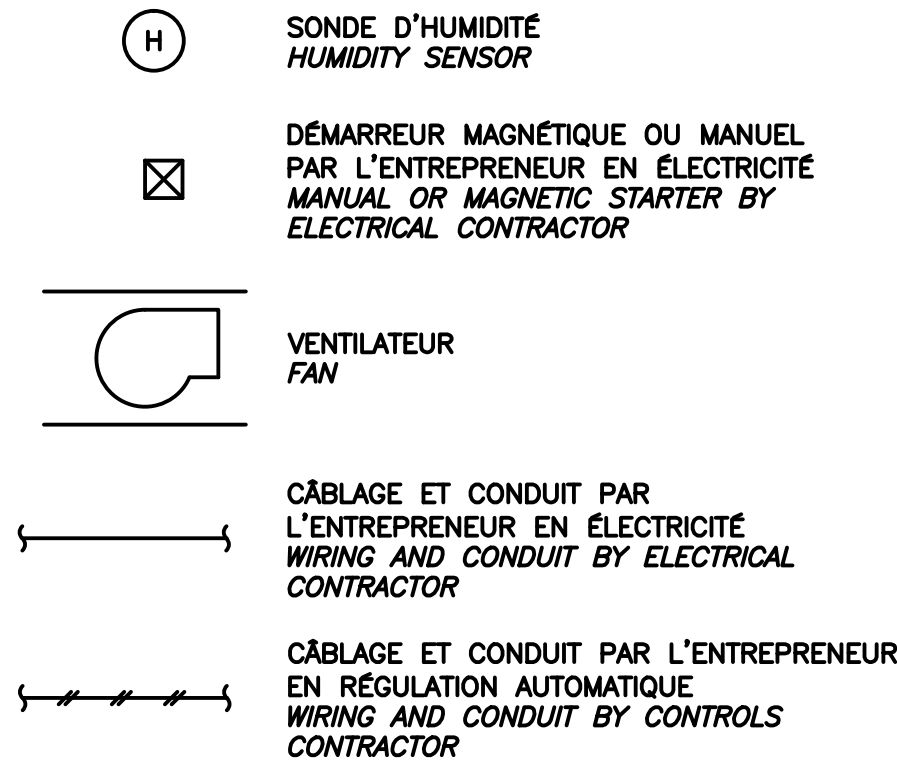 H
SONDE D'HUMIDITÉ
HUMIDITY SENSOR
DÉMARREUR MAGNÉTIQUE OU MANUEL
PAR L'ENTREPRENEUR EN ÉLECTRICITÉ
MANUAL OR MAGNETIC STARTER BY
ELECTRICAL CONTRACTOR
VENTILATEUR
FAN
CÂBLAGE ET CONDUIT PAR
L'ENTREPRENEUR EN ÉLECTRICITÉ
WIRING AND CONDUIT BY ELECTRICAL
CONTRACTOR
CÂBLAGE ET CONDUIT PAR L'ENTREPRENEUR
EN RÉGULATION AUTOMATIQUE
WIRING AND CONDUIT BY CONTROLS
CONTRACTOR